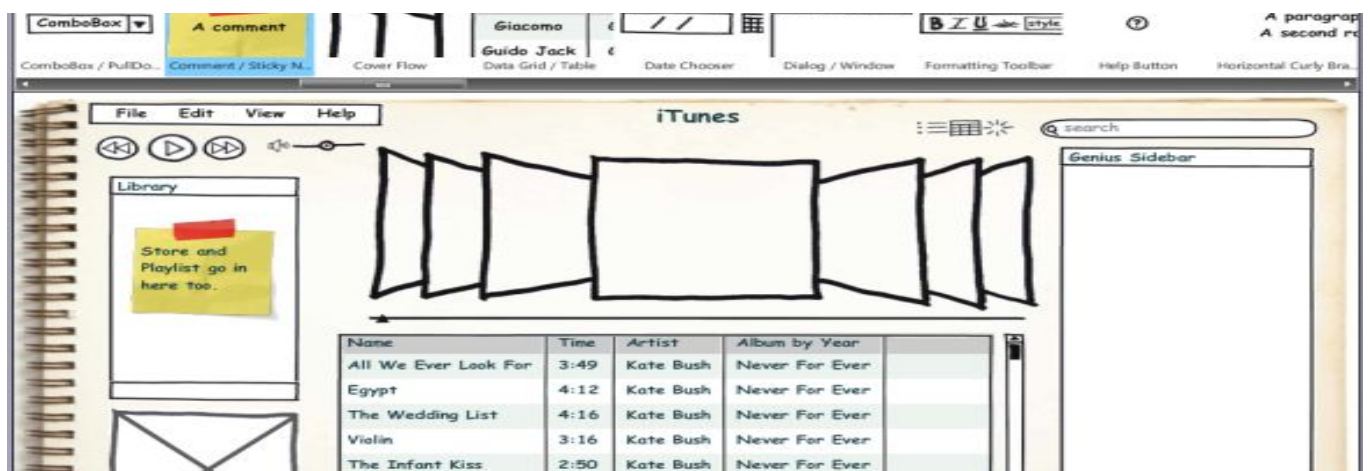 ComboBox
A comment
Giacomo
Guido Jack
/ /
B I U abc style
?
A paragrap
A second ro
ComboBox / PullDo...
Comment / Sticky N...
Cover Flow
Data Grid / Table
Date Chooser
Dialog / Window
Formatting Toolbar
Help Button
Horizontal Curly Bra...
File Edit View Help
iTunes
search
Library
Genius Sidebar
Store and
Playlist go in
here too.
Name Time Artist Album by Year
All We Ever Look For 3:49 Kate Bush Never For Ever
Egypt 4:12 Kate Bush Never For Ever
The Wedding List 4:16 Kate Bush Never For Ever
Violin 3:16 Kate Bush Never For Ever
The Infant Kiss 2:50 Kate Bush Never For Ever